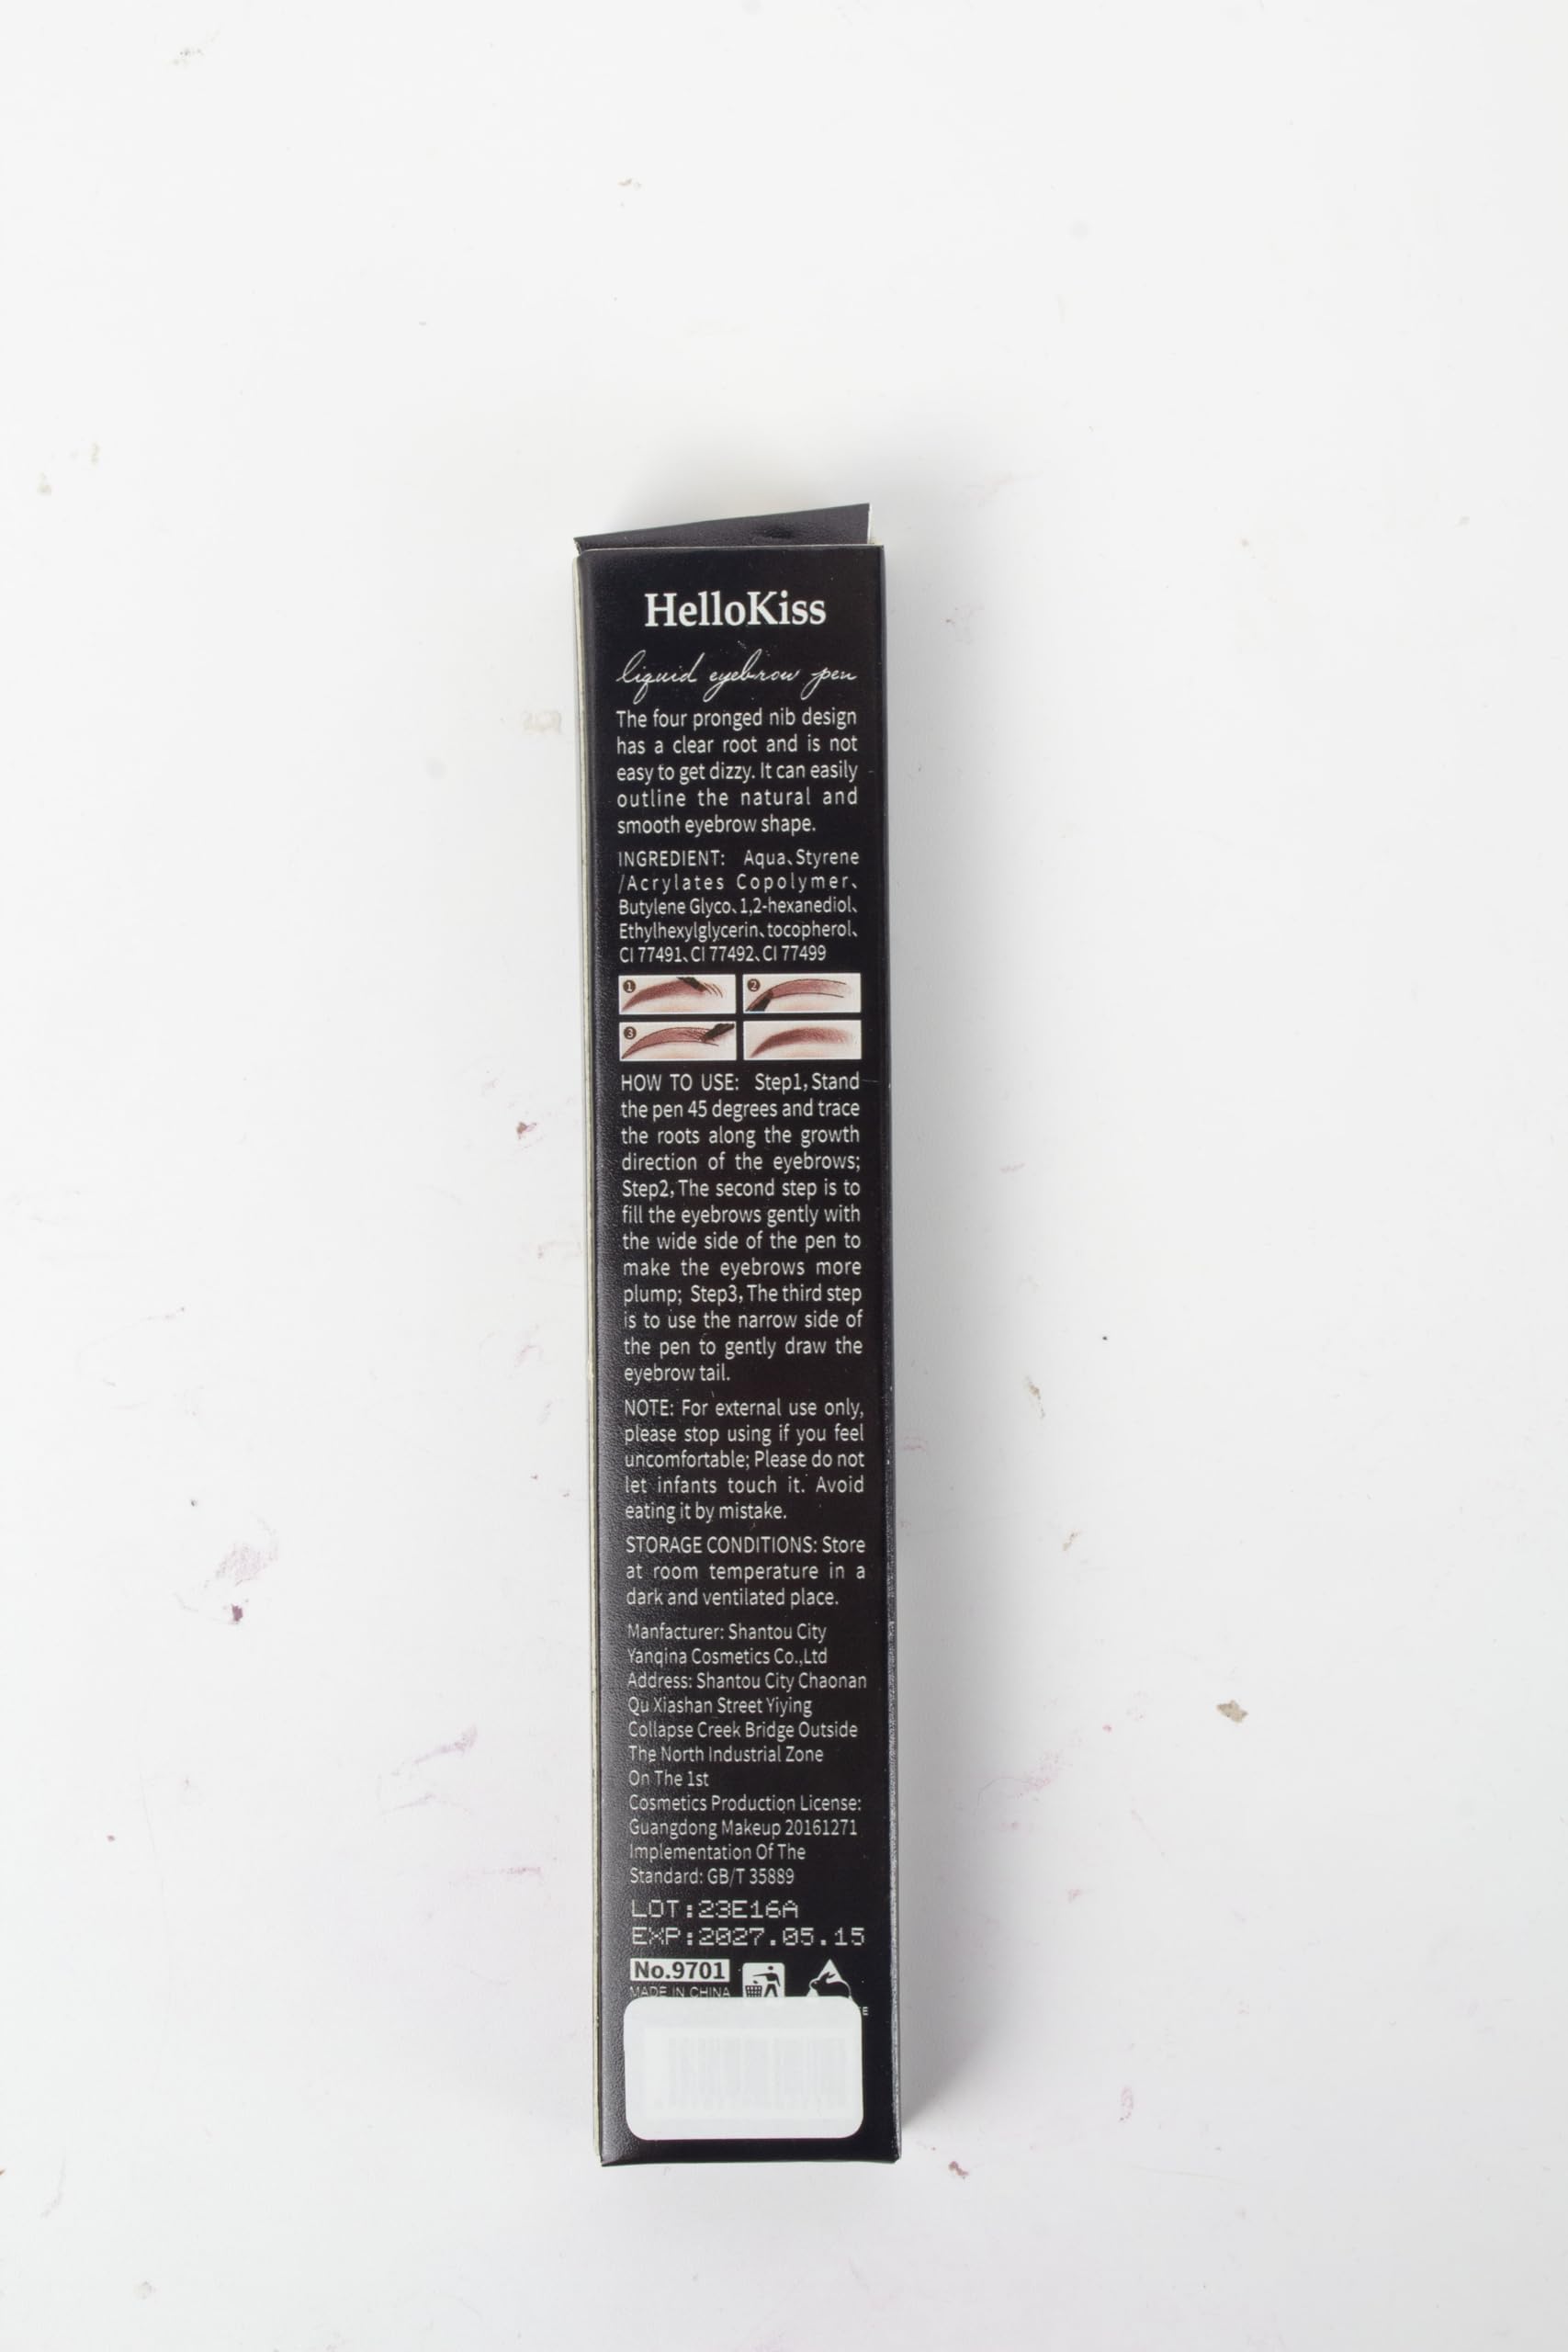 HelloKiss
liquid eyebrow pen
The four pronged nib design
has a clear root and is not
easy to get dizzy. It can easily
outline the natural and
smooth eyebrow shape.
INGREDIENT: Aqua、Styrene
/Acrylates Copolymer、
Butylene Glyco、1,2-hexanediol、
Ethylhexylglycerin、tocopherol、
CI 77491、CI 77492、CI 77499
1 2
3
HOW TO USE: Step1, Stand
the pen 45 degrees and trace
the roots along the growth
direction of the eyebrows;
Step2, The second step is to
fill the eyebrows gently with
the wide side of the pen to
make the eyebrows more
plump; Step3, The third step
is to use the narrow side of
the pen to gently draw the
eyebrow tail.
NOTE: For external use only,
please stop using if you feel
uncomfortable; Please do not
let infants touch it. Avoid
eating it by mistake.
STORAGE CONDITIONS: Store
at room temperature in a
dark and ventilated place.
Manfacturer: Shantou City
Yanqina Cosmetics Co.,Ltd
Address: Shantou City Chaonan
Qu Xiashan Street Yiying
Collapse Creek Bridge Outside
The North Industrial Zone
On The 1st
Cosmetics Production License:
Guangdong Makeup 20161271
Implementation Of The
Standard: GB/T 35889
LOT:23E16A
EXP:2027.05.15
No.9701
MADE IN CHINA